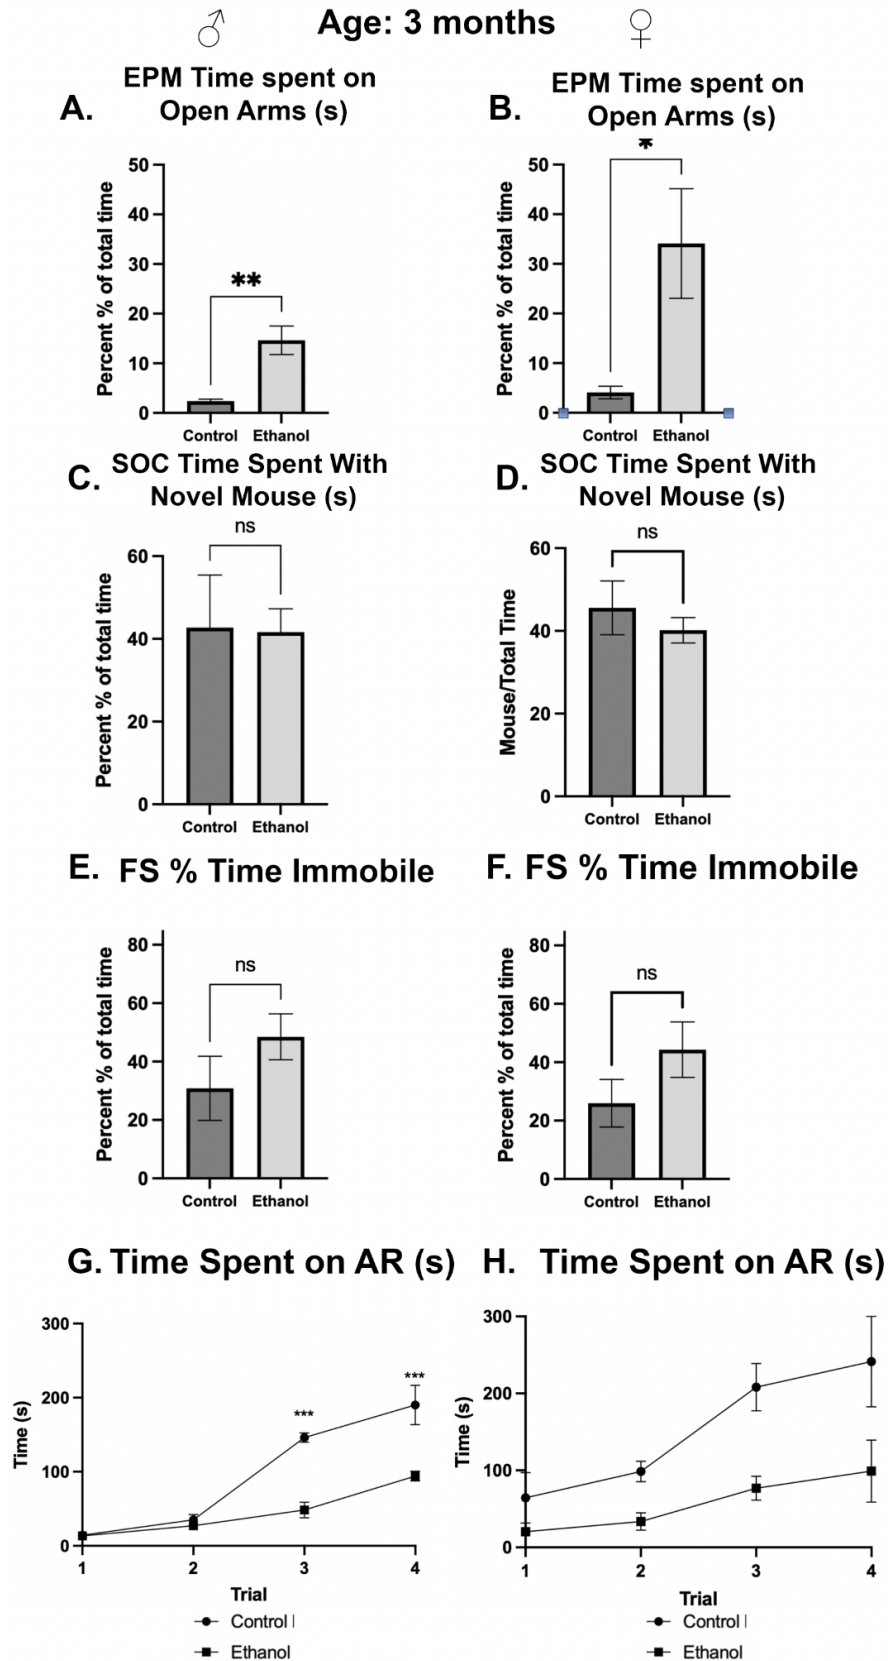 ♂ Age: 3 months ♀
A. EPM Time spent on
Open Arms (s)
Percent % of total time
50
40
30
20
10
0
**
Control Ethanol
B. EPM Time spent on
Open Arms (s)
Percent % of total time
50
40
30
20
10
0
*
Control Ethanol
C. SOC Time Spent With
Novel Mouse (s)
Percent % of total time
60
40
20
0
ns
Control Ethanol
D. SOC Time Spent With
Novel Mouse (s)
Mouse/Total Time
60
40
20
0
ns
Control Ethanol
E. FS % Time Immobile
Percent % of total time
80
60
40
20
0
ns
Control Ethanol
F. FS % Time Immobile
Percent % of total time
80
60
40
20
0
ns
Control Ethanol
G. Time Spent on AR (s)
Time (s)
300
200
100
0
***
***
1 2 3 4
Trial
Control
Ethanol
H. Time Spent on AR (s)
Time (s)
300
200
100
0
1 2 3 4
Trial
Control
Ethanol